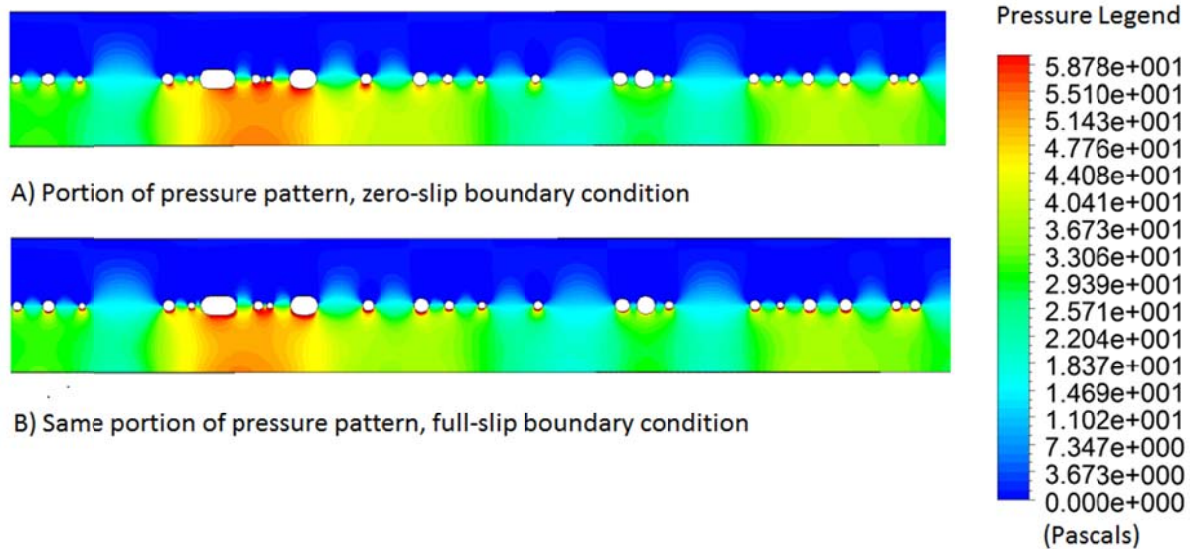 Pressure Legend
5.878e+001
5.510e+001
5.143e+001
4.776e+001
4.408e+001
4.041e+001
3.673e+001
3.306e+001
2.939e+001
2.571e+001
2.204e+001
1.837e+001
1.469e+001
1.102e+001
7.347e+000
3.673e+000
0.000e+000
(Pascals)
A) Portion of pressure pattern, zero-slip boundary condition
B) Same portion of pressure pattern, full-slip boundary condition